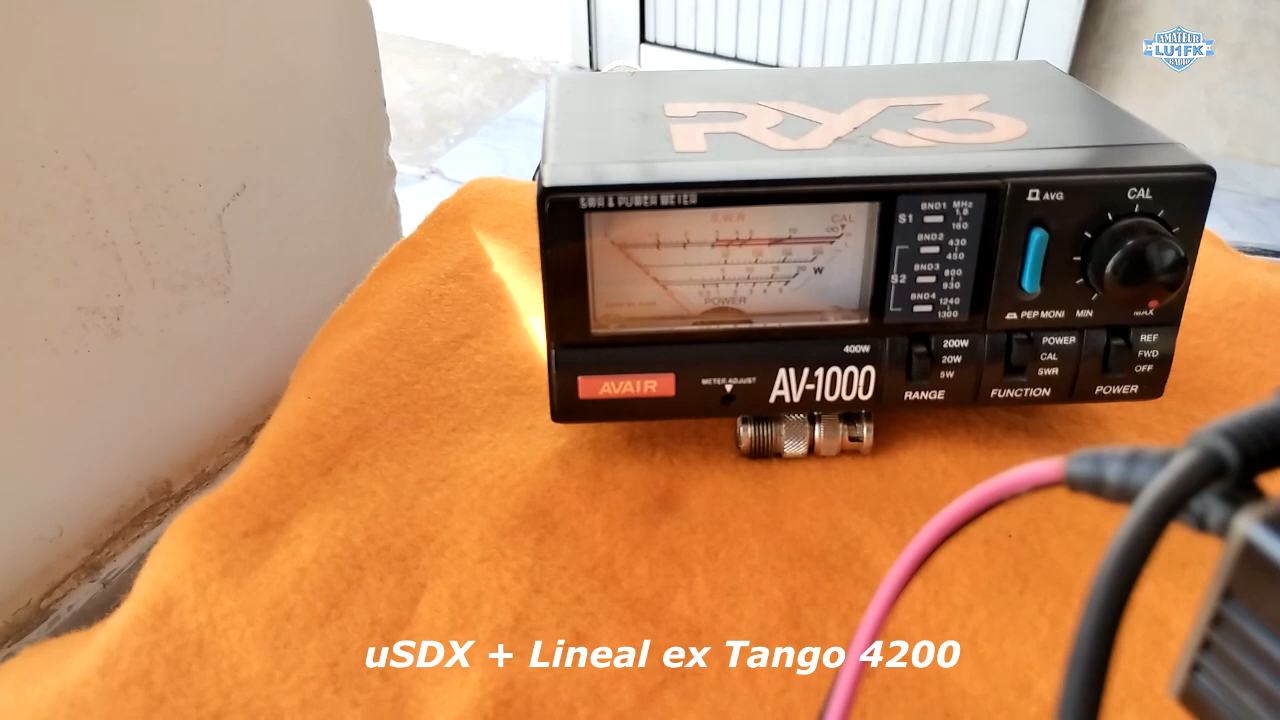 AMATEUR
LU1FK
RADIO
RY3
SWR & POWER METER
S.W.R
CAL
W
POWER
S1
BND1
MHz
1.8
160
BND2
430
450
S2
BND3
800
930
BND4
1240
1300
AVG
PEP MONI
CAL
MIN
MAX
AVAIR
METER ADJUST
400W
AV-1000
200W
20W
5W
RANGE
POWER
CAL
SWR
FUNCTION
REF
FWD
OFF
POWER
uSDX + Lineal ex Tango 4200